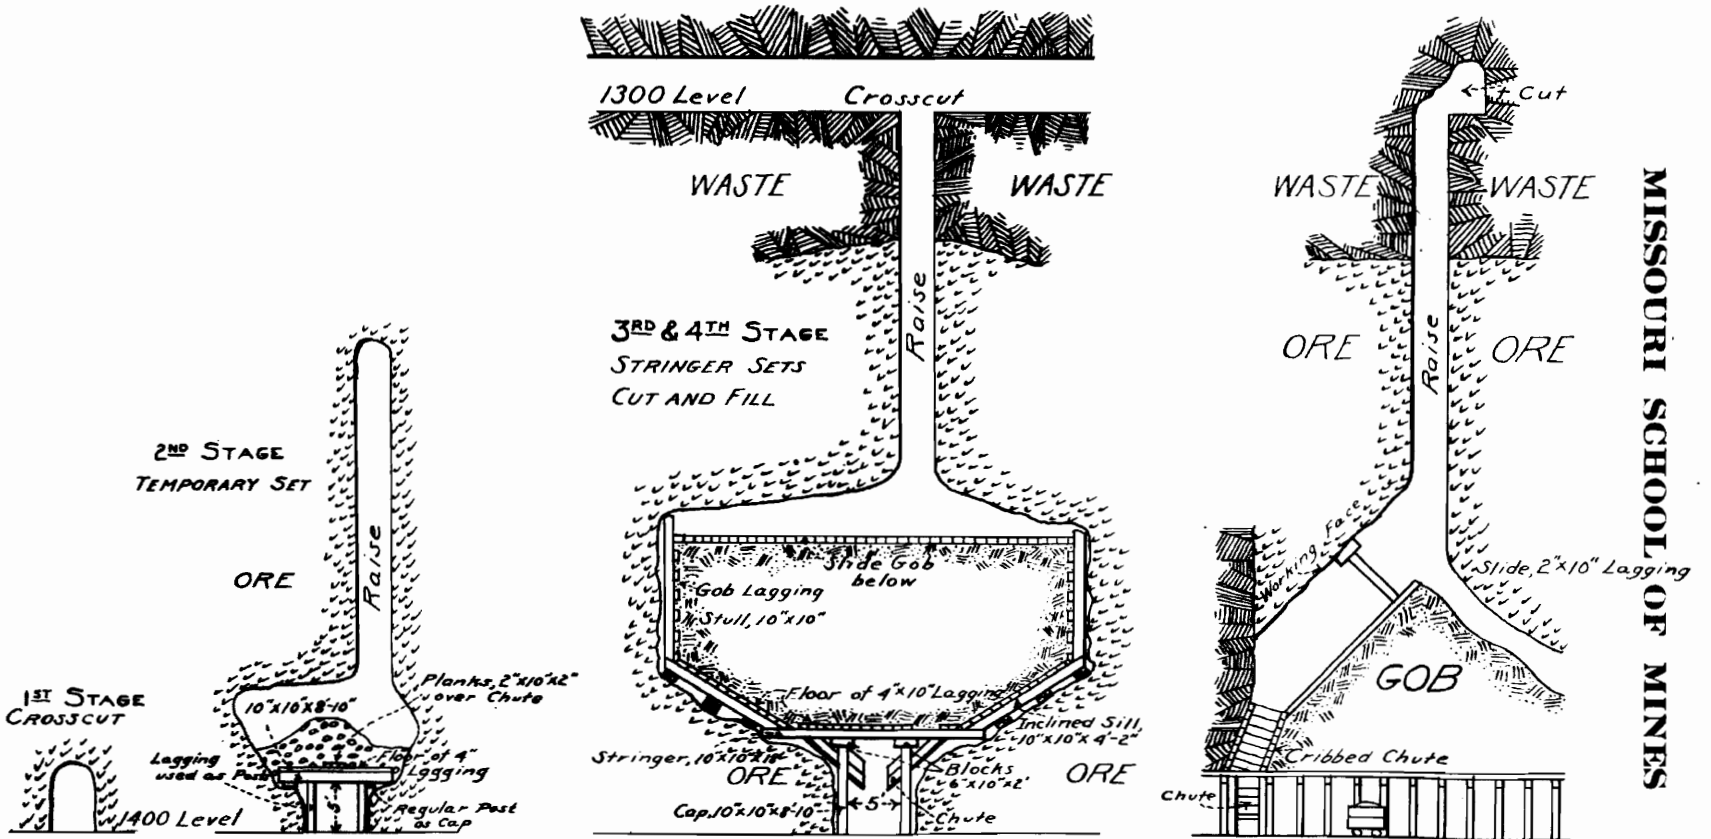 1300 Level Crosscut
WASTE WASTE
3RD & 4TH STAGE
STRINGER SETS
CUT AND FILL
Raise
2ND STAGE
TEMPORARY SET
ORE
Raise
1ST STAGE
CROSSCUT
1400 Level
10"x10"x8'-10"
Planks, 2"x10"x2"
over Chute
Lagging
used as Post
Floor of 4"
Lagging
5'
Regular Post
as Cap
Slide Gob
below
Gob Lagging
Stull, 10"x10"
Floor of 4"x10" Lagging
Inclined Sill,
10"x10"x4'-2"
Stringer, 10"x10"x
ORE ORE
Blocks
6"x10"x2'
Cap, 10"x10"x8'-10"
5'
Chute
Cut
WASTE WASTE
ORE ORE
Raise
Working Face
Slide, 2"x10" Lagging
GOB
Cribbed Chute
Chute
MISSOURI SCHOOL OF MINES